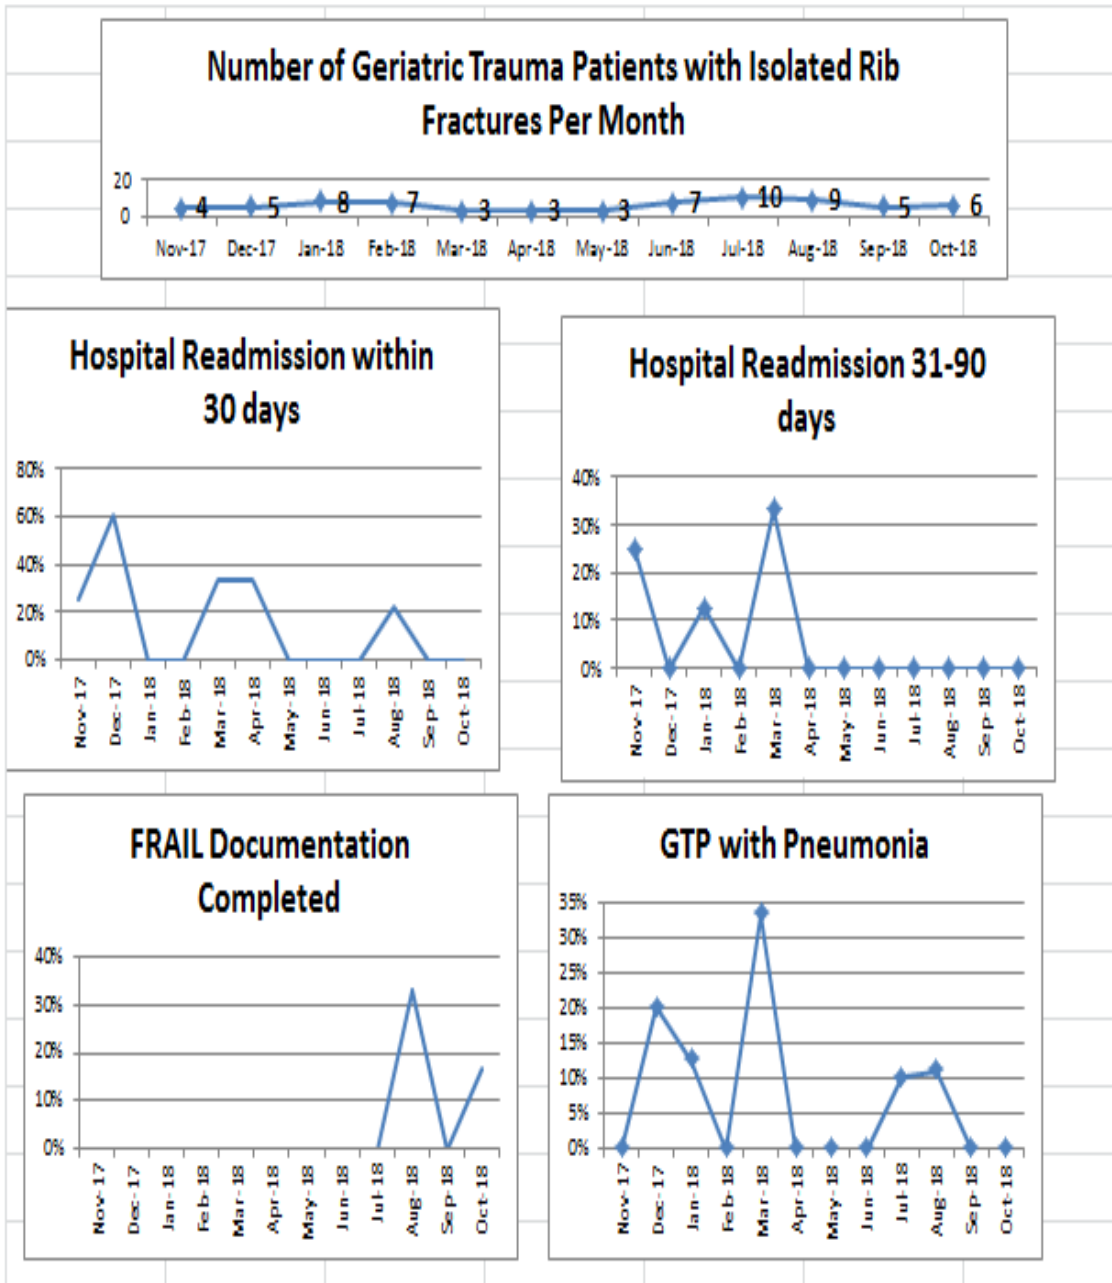 Number of Geriatric Trauma Patients with Isolated Rib
Fractures Per Month
20
0
4 5 8 7 3 3 3 7 10 9 5 6
Nov-17 Dec-17 Jan-18 Feb-18 Mar-18 Apr-18 May-18 Jun-18 Jul-18 Aug-18 Sep-18 Oct-18
Hospital Readmission within
30 days
80%
60%
40%
20%
0%
Nov-17 Dec-17 Jan-18 Feb-18 Mar-18 Apr-18 May-18 Jun-18 Jul-18 Aug-18 Sep-18 Oct-18
Hospital Readmission 31-90
days
40%
30%
20%
10%
0%
Nov-17 Dec-17 Jan-18 Feb-18 Mar-18 Apr-18 May-18 Jun-18 Jul-18 Aug-18 Sep-18 Oct-18
FRAIL Documentation
Completed
40%
30%
20%
10%
0%
Nov-17 Dec-17 Jan-18 Feb-18 Mar-18 Apr-18 May-18 Jun-18 Jul-18 Aug-18 Sep-18 Oct-18
GTP with Pneumonia
35%
30%
25%
20%
15%
10%
5%
0%
Nov-17 Dec-17 Jan-18 Feb-18 Mar-18 Apr-18 May-18 Jun-18 Jul-18 Aug-18 Sep-18 Oct-18